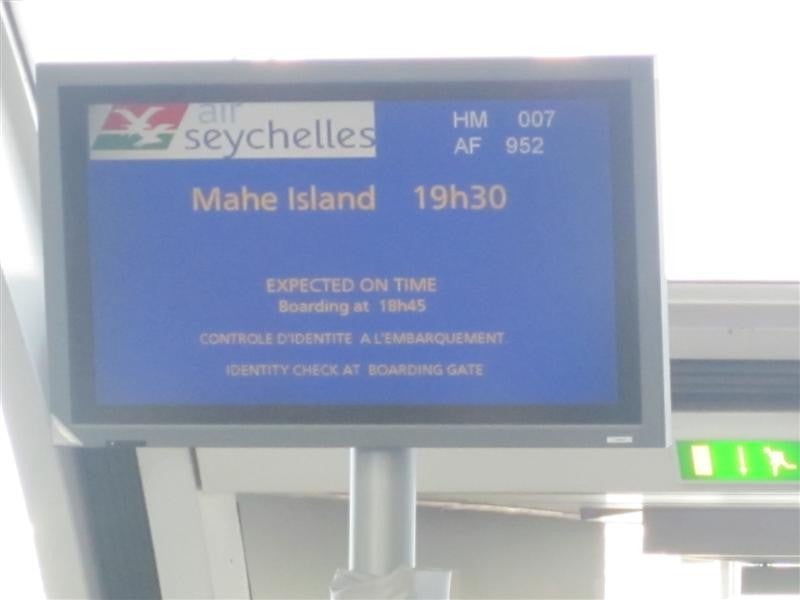 air
seychelles
HM 007
AF 952
Mahe Island 19h30
EXPECTED ON TIME
Boarding at 18h45
CONTROLE D'IDENTITE A L'EMBARQUEMENT
IDENTITY CHECK AT BOARDING GATE